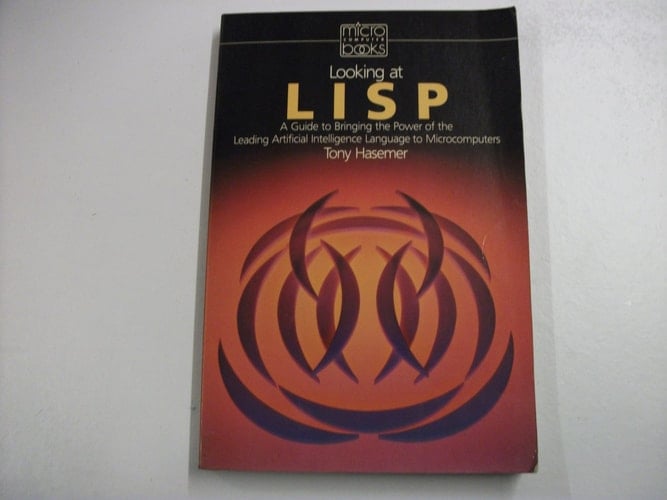 micro
COMPUTER
books
Looking at
LISP
A Guide to Bringing the Power of the
Leading Artificial Intelligence Language to Microcomputers
Tony Hasemer